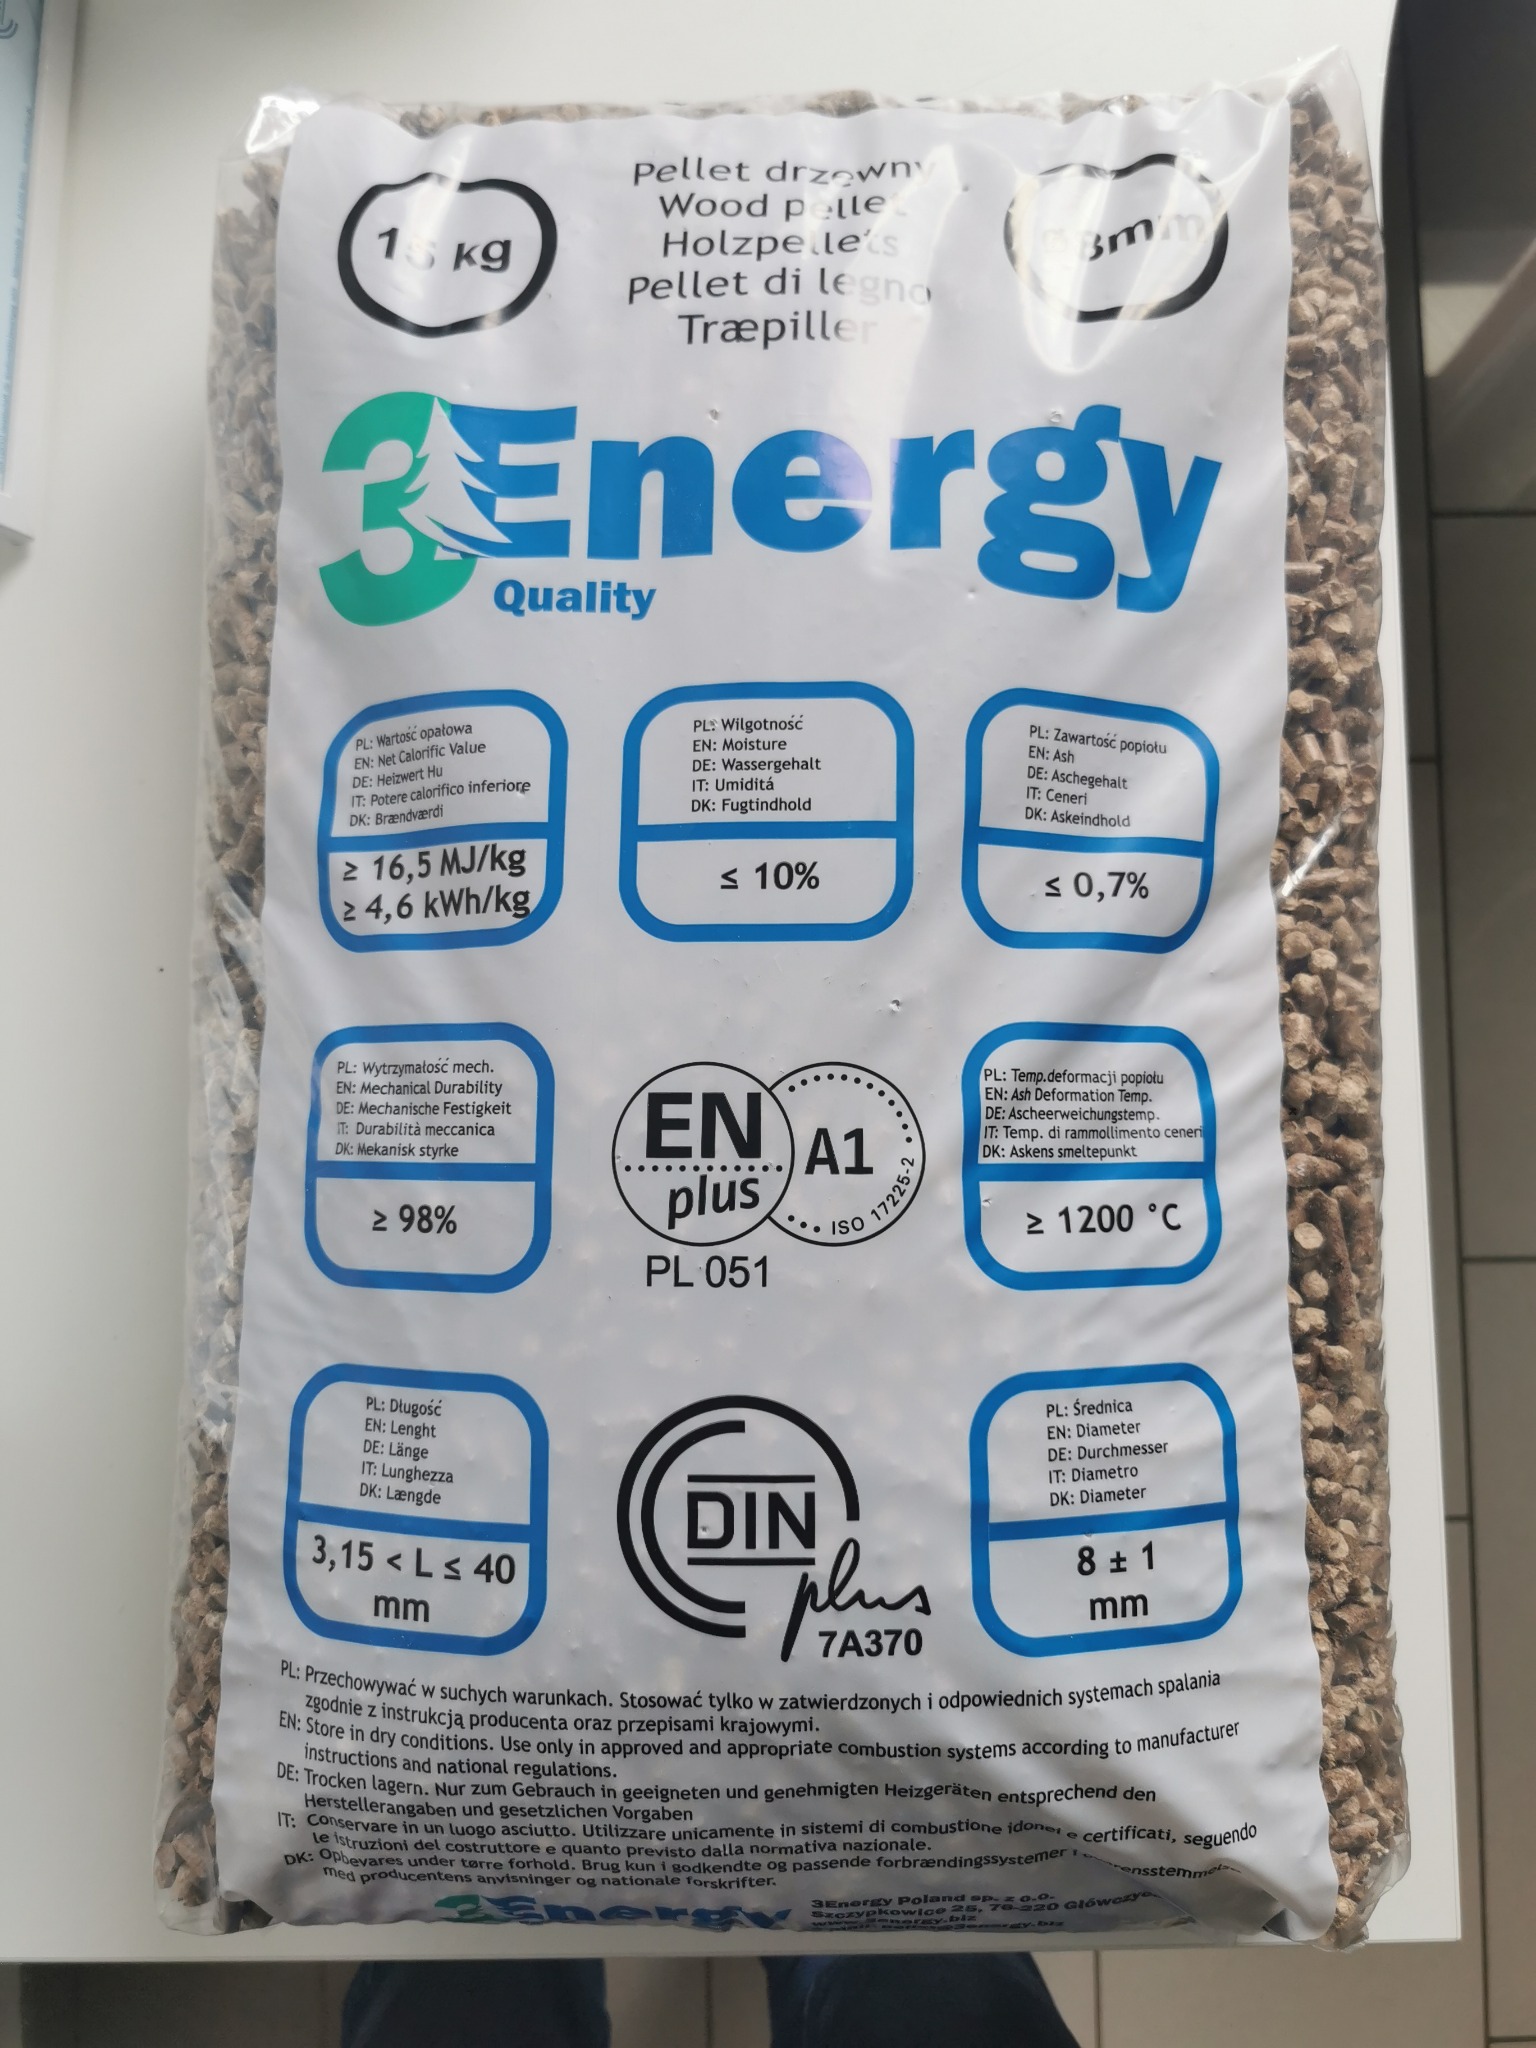 15 kg
Pellet drzewny
Wood pellet
Holzpellets
Pellet di legno
Træpiller
8mm
3Energy
Quality
PL: Wartość opałowa
EN: Net Calorific Value
DE: Heizwert Hu
IT: Potere calorifico inferiore
DK: Brændværdi
≥ 16,5 MJ/kg
≥ 4,6 kWh/kg
PL: Wilgotność
EN: Moisture
DE: Wassergehalt
IT: Umiditá
DK: Fugtindhold
≤ 10%
PL: Zawartość popiołu
EN: Ash
DE: Aschegehalt
IT: Ceneri
DK: Askeindhold
≤ 0,7%
PL: Wytrzymałość mech.
EN: Mechanical Durability
DE: Mechanische Festigkeit
IT: Durabilità meccanica
DK: Mekanisk styrke
≥ 98%
EN
plus
A1
ISO 17225-2
PL 051
PL: Temp.deformacji popiołu
EN: Ash Deformation Temp.
DE: Ascheerweichungstemp.
IT: Temp. di rammollimento ceneri
DK: Askens smeltepunkt
≥ 1200 °C
PL: Długość
EN: Lenght
DE: Länge
IT: Lunghezza
DK: Længde
3,15 < L ≤ 40
mm
DIN
plus
7A370
PL: Średnica
EN: Diameter
DE: Durchmesser
IT: Diametro
DK: Diameter
8 ± 1
mm
PL: Przechowywać w suchych warunkach. Stosować tylko w zatwierdzonych i odpowiednich systemach spalania
zgodnie z instrukcją producenta oraz przepisami krajowymi.
EN: Store in dry conditions. Use only in approved and appropriate combustion systems according to manufacturer
instructions and national regulations.
DE: Trocken lagern. Nur zum Gebrauch in geeigneten und genehmigten Heizgeräten entsprechend den
Herstellerangaben und gesetzlichen Vorgaben
IT: Conservare in un luogo asciutto. Utilizzare unicamente in sistemi di combustione idonei e certificati, seguendo
le istruzioni del costruttore e quanto previsto dalla normativa nazionale.
DK: Opbevares under tørre forhold. Brug kun i godkendte og passende forbrændingssystemer i
med producentens anvisninger og nationale forskrifter.
3Energy
3Energy Poland sp. z o.o.
Szczypkowice 25, 76-220
www.3energy.biz